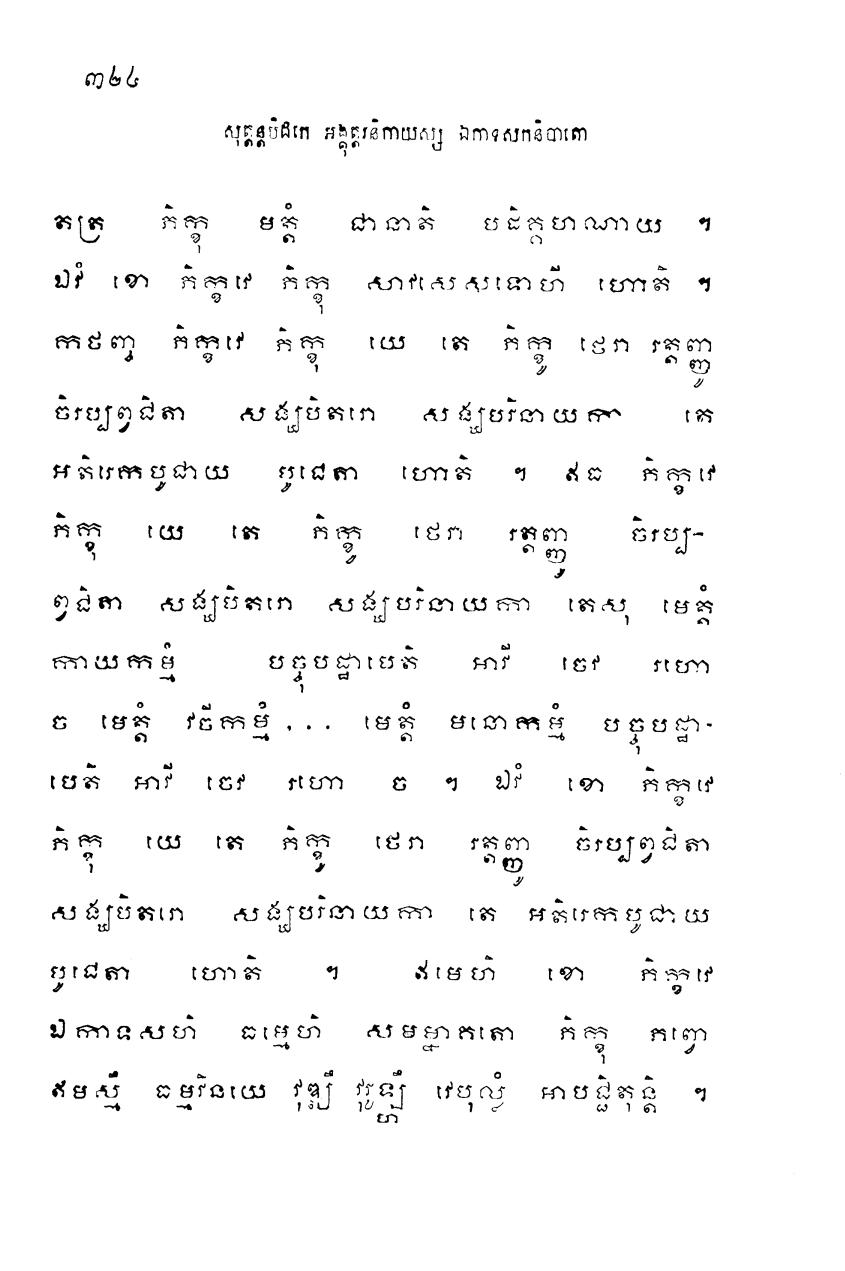 ៣២៤
សុត្តន្តបិដកេ អង្គុត្តរនិកាយស្ស ឯកាទសកនិបាតោ
តត្រ ភិក្ខុ មត្តំ ជានាតិ បដិគ្គហណាយ ។
ឯវំ ខោ ភិក្ខវេ ភិក្ខុ សាវសេសទោហី ហោតិ ។
កថញ្ច ភិក្ខវេ ភិក្ខុ យេ តេ ភិក្ខូ ថេរា រត្តញ្ញូ
ចិរប្បព្វជិតា សង្ឃបិតរោ សង្ឃបរិនាយកា តេ
អតិរេកបូជាយ បូជេតា ហោតិ ។ ឥធ ភិក្ខវេ
ភិក្ខុ យេ តេ ភិក្ខូ ថេរា រត្តញ្ញូ ចិរប្ប-
ព្វជិតា សង្ឃបិតរោ សង្ឃបរិនាយកា តេសុ មេត្តំ
កាយកម្មំ បច្ចុបដ្ឋាបេតិ អាវី ចេវ រហោ
ច មេត្តំ វចីកម្មំ ... មេត្តំ មនោកម្មំ បច្ចុបដ្ឋា-
បេតិ អាវី ចេវ រហោ ច ។ ឯវំ ខោ ភិក្ខវេ
ភិក្ខុ យេ តេ ភិក្ខូ ថេរា រត្តញ្ញូ ចិរប្បព្វជិតា
សង្ឃបិតរោ សង្ឃបរិនាយកា តេ អតិរេកបូជាយ
បូជេតា ហោតិ ។ ឥមេហិ ខោ ភិក្ខវេ
ឯកាទសហិ ធម្មេហិ សមន្នាគតោ ភិក្ខុ ភព្វោ
ឥមស្មឹ ធម្មវិនយេ វុឌ្ឍឹ វុរូឡ្ហឹ វេបុល្លំ អាបជ្ជិតុន្តិ ។